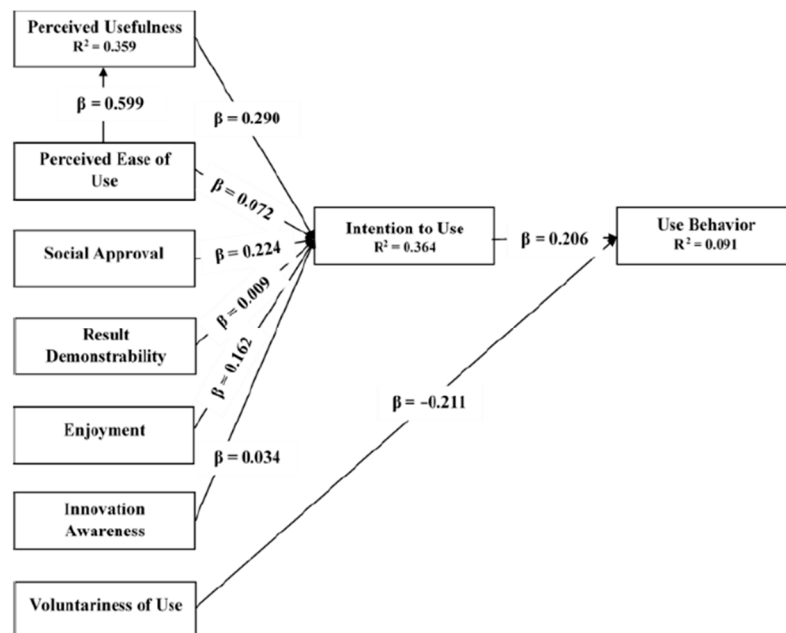 Perceived Usefulness
R² = 0.359
β = 0.599
β = 0.290
Perceived Ease of
Use
β = 0.072
Social Approval
β = 0.224
Intention to Use
R² = 0.364
β = 0.206
Use Behavior
R² = 0.091
β = 0.009
Result
Demonstrability
β = 0.162
β = -0.211
Enjoyment
β = 0.034
Innovation
Awareness
Voluntariness of Use